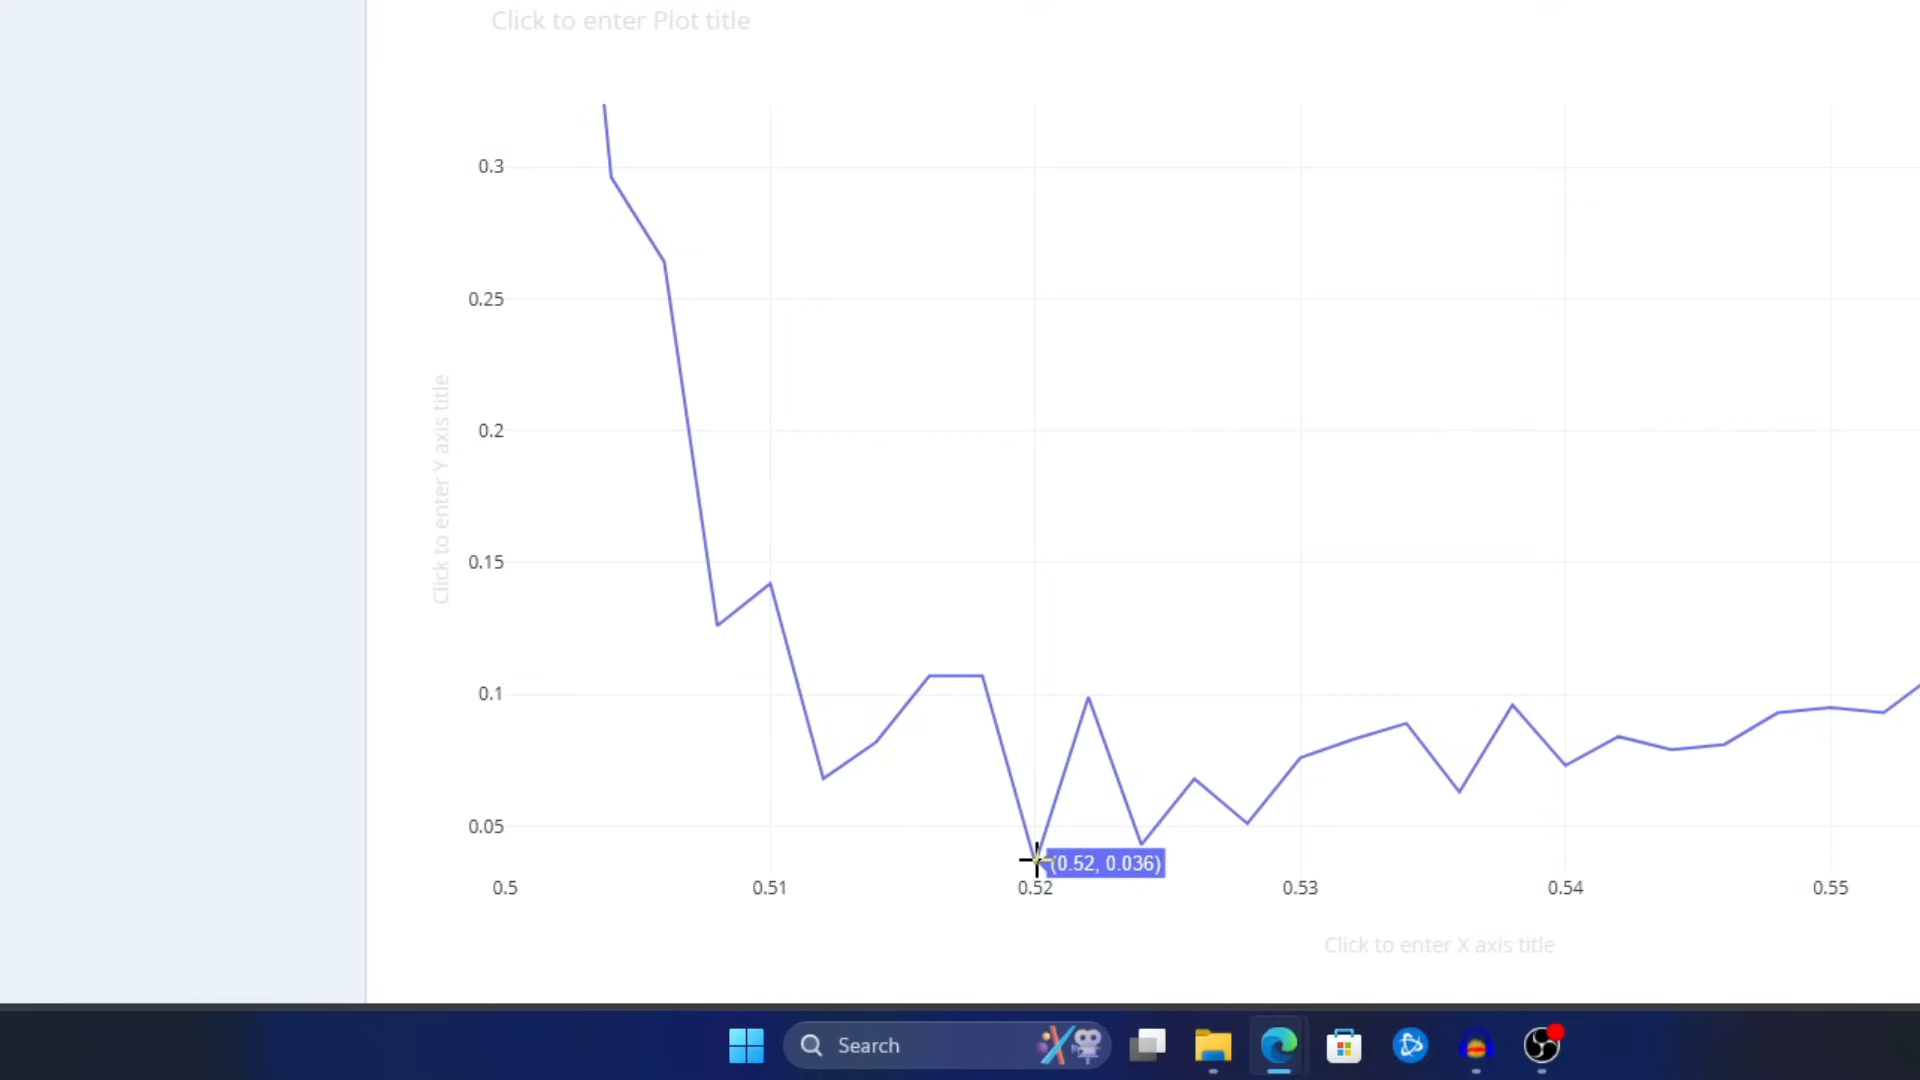 Click to enter Plot title
0.3
0.25
0.2
0.15
0.1
0.05
Click to enter Y axis title
(0.52, 0.036)
0.5 0.51 0.52 0.53 0.54 0.55
Click to enter X axis title
Search